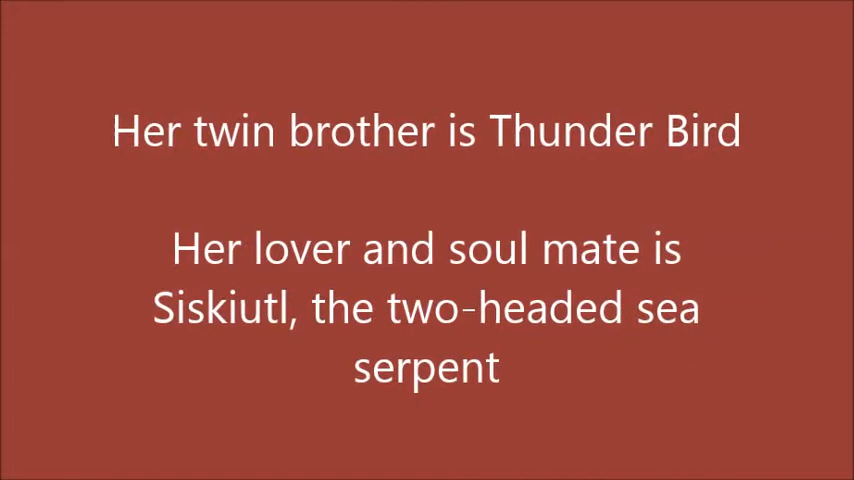 Her twin brother is Thunder Bird
Her lover and soul mate is
Siskiutl, the two-headed sea
serpent